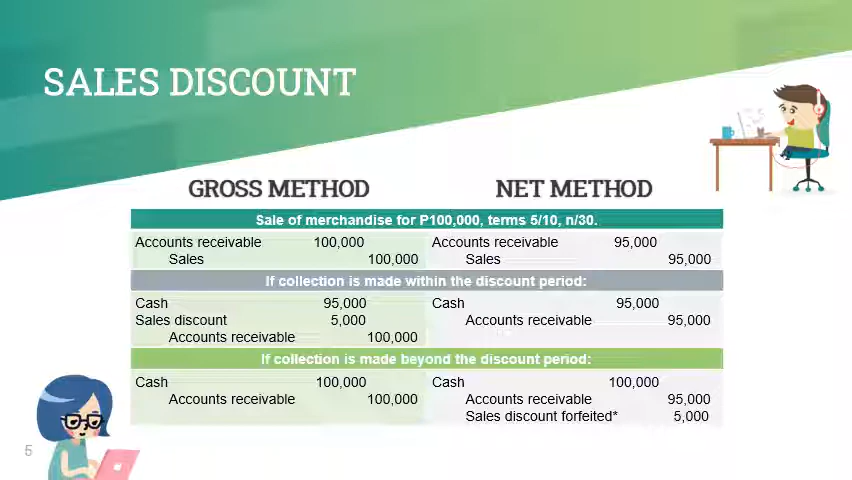 SALES DISCOUNT
GROSS METHOD NET METHOD
Sale of merchandise for P100,000, terms 5/10, n/30.
Accounts receivable 100,000 Accounts receivable 95,000
Sales 100,000 Sales 95,000
If collection is made within the discount period:
Cash 95,000 Cash 95,000
Sales discount 5,000 Accounts receivable 95,000
Accounts receivable 100,000
If collection is made beyond the discount period:
Cash 100,000 Cash 100,000
Accounts receivable 100,000 Accounts receivable 95,000
Sales discount forfeited* 5,000
5